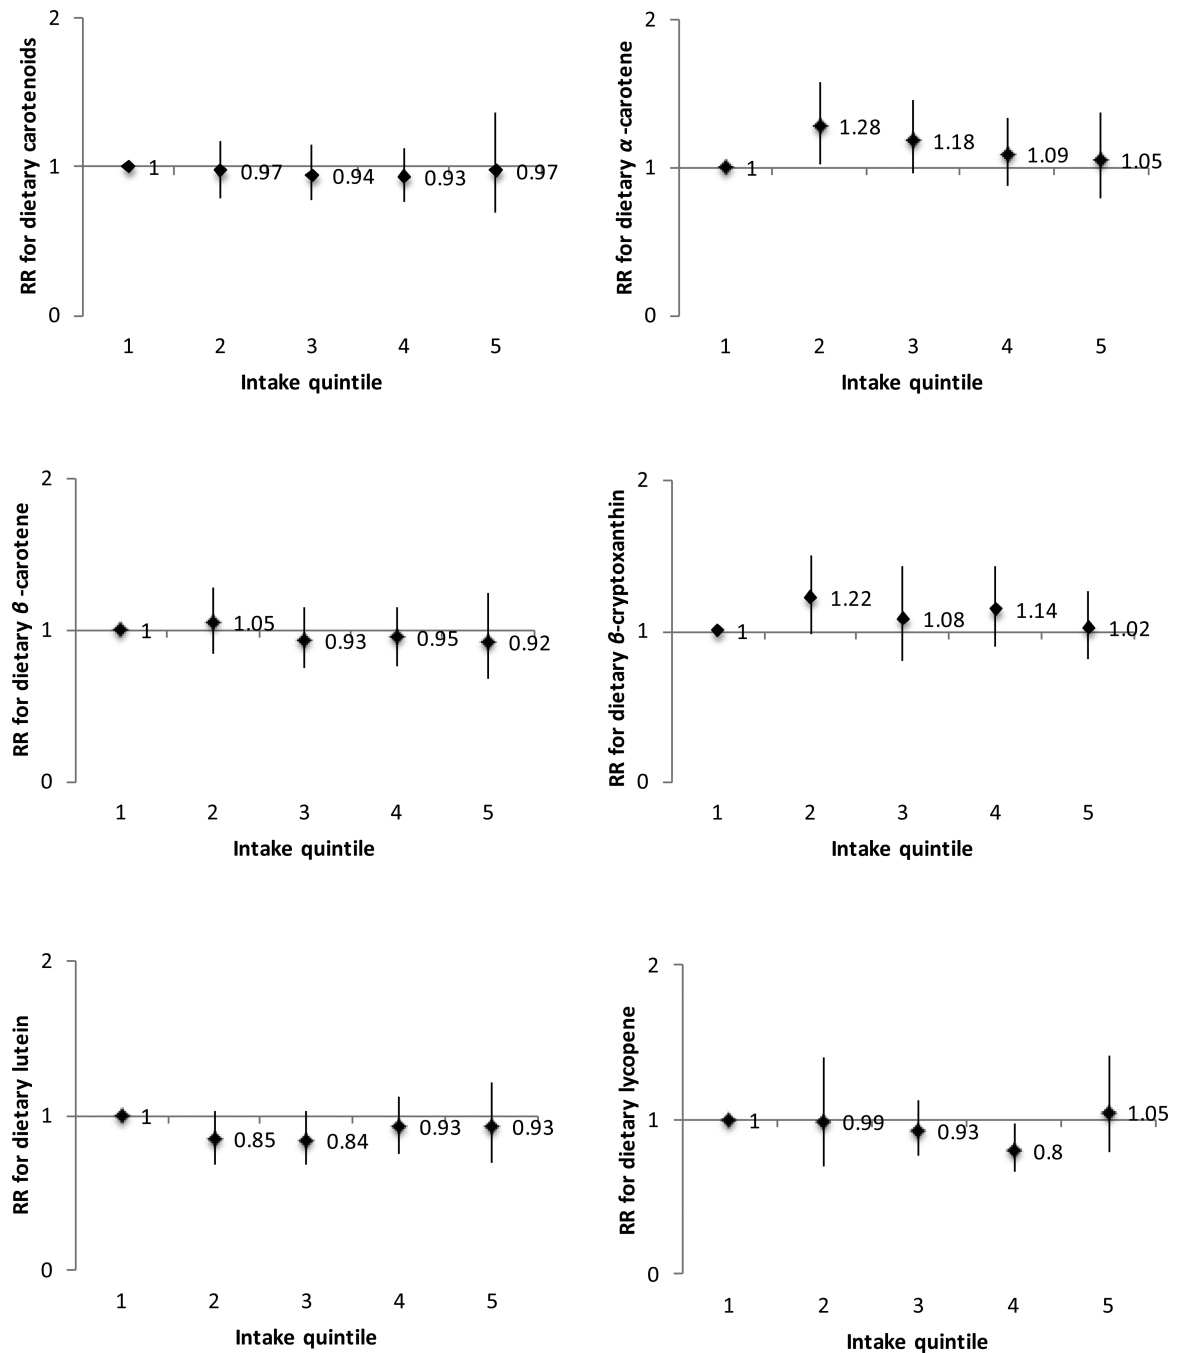 RR for dietary carotenoids
2
1
0
1
0.97
0.94
0.93
0.97
1 2 3 4 5
Intake quintile
RR for dietary α -carotene
2
1
0
1
1.28
1.18
1.09
1.05
1 2 3 4 5
Intake quintile
RR for dietary β -carotene
2
1
0
1
1.05
0.93
0.95
0.92
1 2 3 4 5
Intake quintile
RR for dietary β-cryptoxanthin
2
1
0
1
1.22
1.08
1.14
1.02
1 2 3 4 5
Intake quintile
RR for dietary lutein
2
1
0
1
0.85
0.84
0.93
0.93
1 2 3 4 5
Intake quintile
RR for dietary lycopene
2
1
0
1
0.99
0.93
0.8
1.05
1 2 3 4 5
Intake quintile